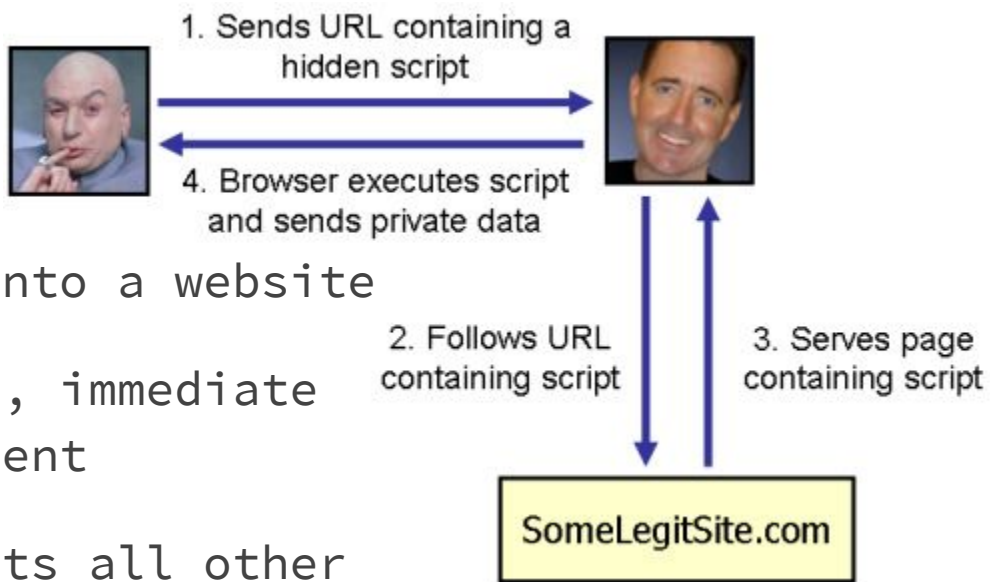 1. Sends URL containing a
hidden script
4. Browser executes script
and sends private data
nto a website
2. Follows URL
containing script
3. Serves page
containing script
, immediate
ent
SomeLegitSite.com
ts all other